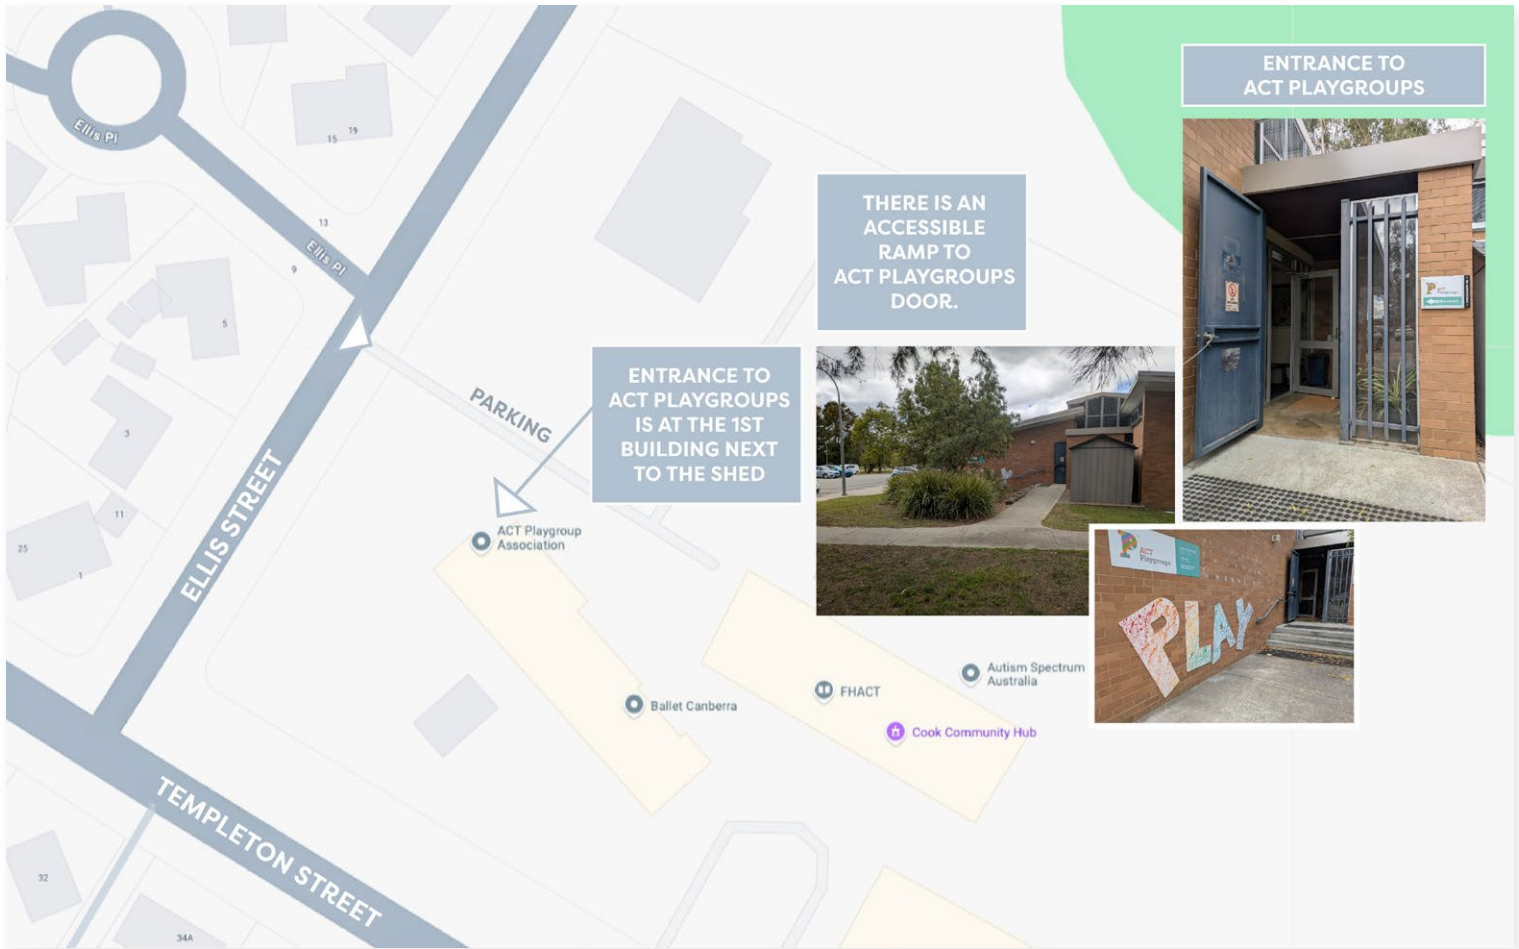 ENTRANCE TO
ACT PLAYGROUPS
Ellis Pl
15
19
13
Ellis Pl
9
5
THERE IS AN
ACCESSIBLE
RAMP TO
ACT PLAYGROUPS
DOOR.
PARKING
ENTRANCE TO
ACT PLAYGROUPS
IS AT THE 1ST
BUILDING NEXT
TO THE SHED
3
11
25
1
ELLIS STREET
ACT Playgroup
Association
ACT
Playgroups
PLAY
Autism Spectrum
Australia
FHACT
Ballet Canberra
Cook Community Hub
TEMPLETON STREET
32
34A